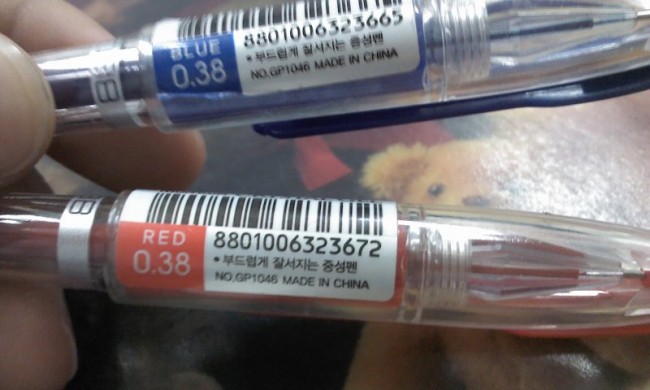 BLUE
0.38
8801006323665
• 부드럽게 잘써지는 중성펜
NO.GP1046 MADE IN CHINA
B
RED
0.38
8801006323672
• 부드럽게 잘써지는 중성펜
NO.GP1046 MADE IN CHINA
B